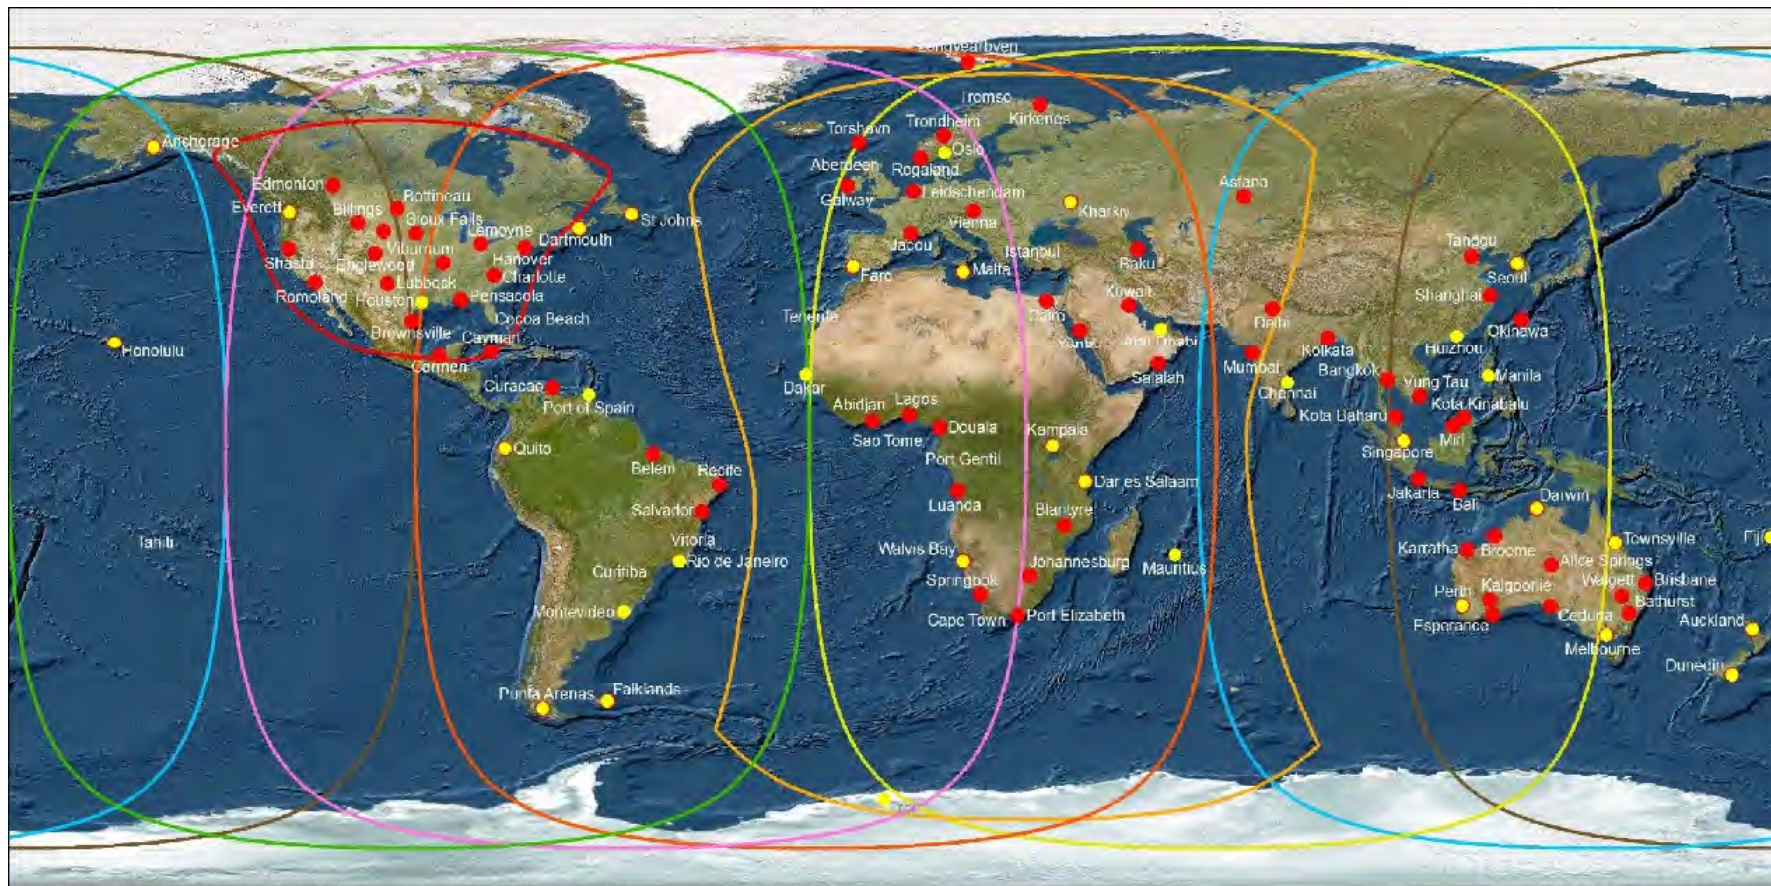 Longyearbyen
Tromso
Kirkenes
Trondheim
Torshavn
Oslo
Anchorage
Aberdeen
Rogaland
Edmonton
Leidschendam
Astana
Galway
Everett
Billings
Bottineau
Sioux Falls
St Johns
Vienna
Kharkiv
Lemoyne
Dartmouth
Jacou
Istanbul
Tanggu
Viburnum
Hanover
Shasta
Englewood
Charlotte
Faro
Malta
Baku
Seoul
Romoland
Lubbock
Houston
Pensacola
Kuwait
Shanghai
Cairo
Delhi
Tenerife
Cocoa Beach
Brownsville
Cayman
Yanbu
Abu Dhabi
Okinawa
Honolulu
Carmen
Kolkata
Huizhou
Mumbai
Salalah
Bangkok
Manila
Curacao
Dakar
Chennai
Vung Tau
Port of Spain
Abidjan
Lagos
Kota Baharu
Kota Kinabalu
Douala
Kampala
Sao Tome
Miri
Quito
Port Gentil
Singapore
Belem
Recife
Dar es Salaam
Jakarta
Bali
Darwin
Luanda
Salvador
Blantyre
Tahiti
Vitoria
Fiji
Townsville
Karratha
Broome
Walvis Bay
Rio de Janeiro
Johannesburg
Mauritius
Alice Springs
Curitiba
Springbok
Kalgoorlie
Walgett
Brisbane
Perth
Bathurst
Montevideo
Cape Town
Port Elizabeth
Esperance
Ceduna
Auckland
Melbourne
Dunedin
Punta Arenas
Falklands